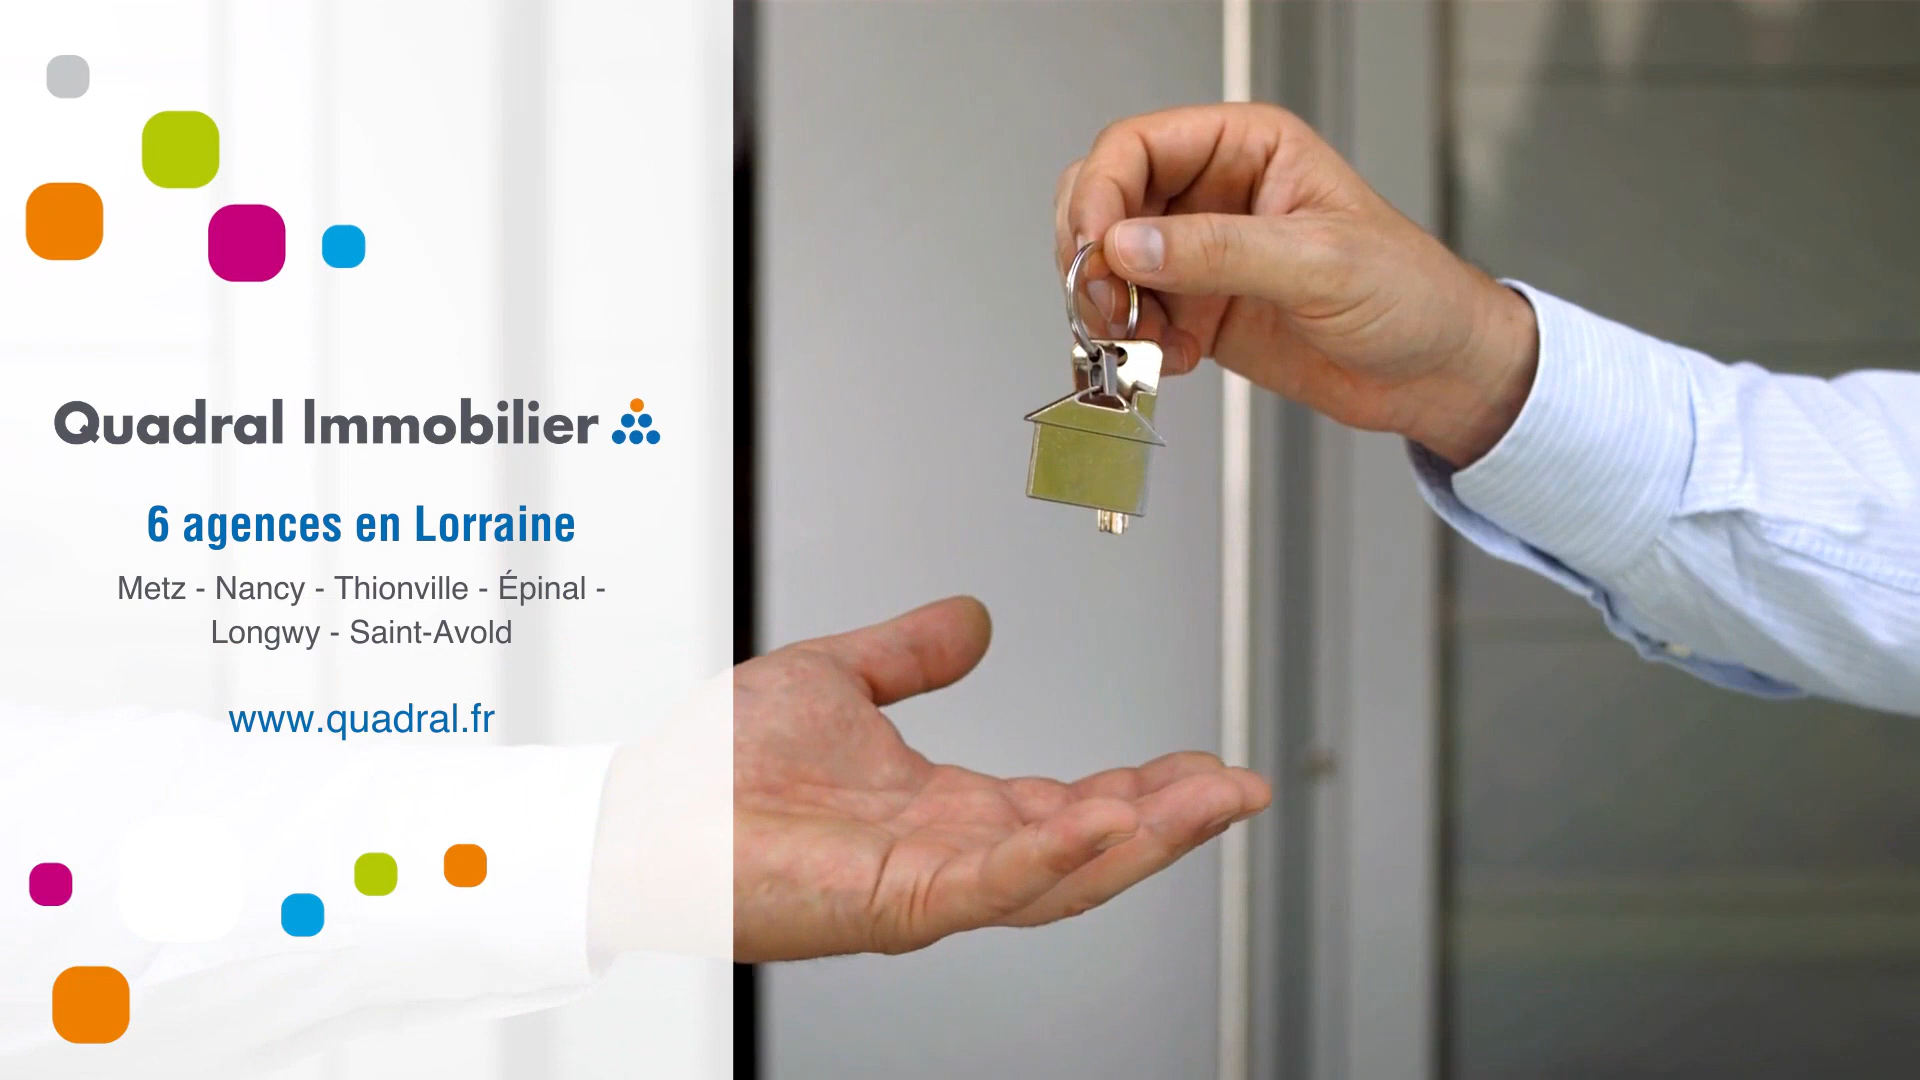 Quadral Immobilier
6 agences en Lorraine
Metz - Nancy - Thionville - Épinal -
Longwy - Saint-Avold
www.quadral.fr